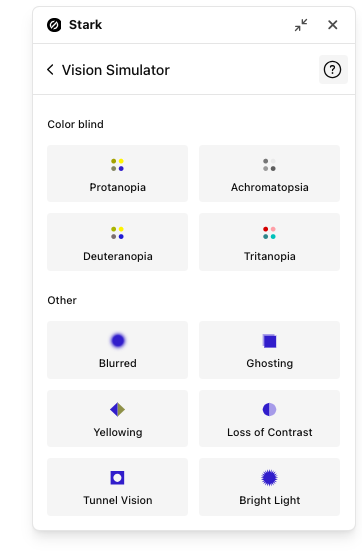 Stark
Vision Simulator
Color blind
Protanopia
Achromatopsia
Deuteranopia
Tritanopia
Other
Blurred
Ghosting
Yellowing
Loss of Contrast
Tunnel Vision
Bright Light